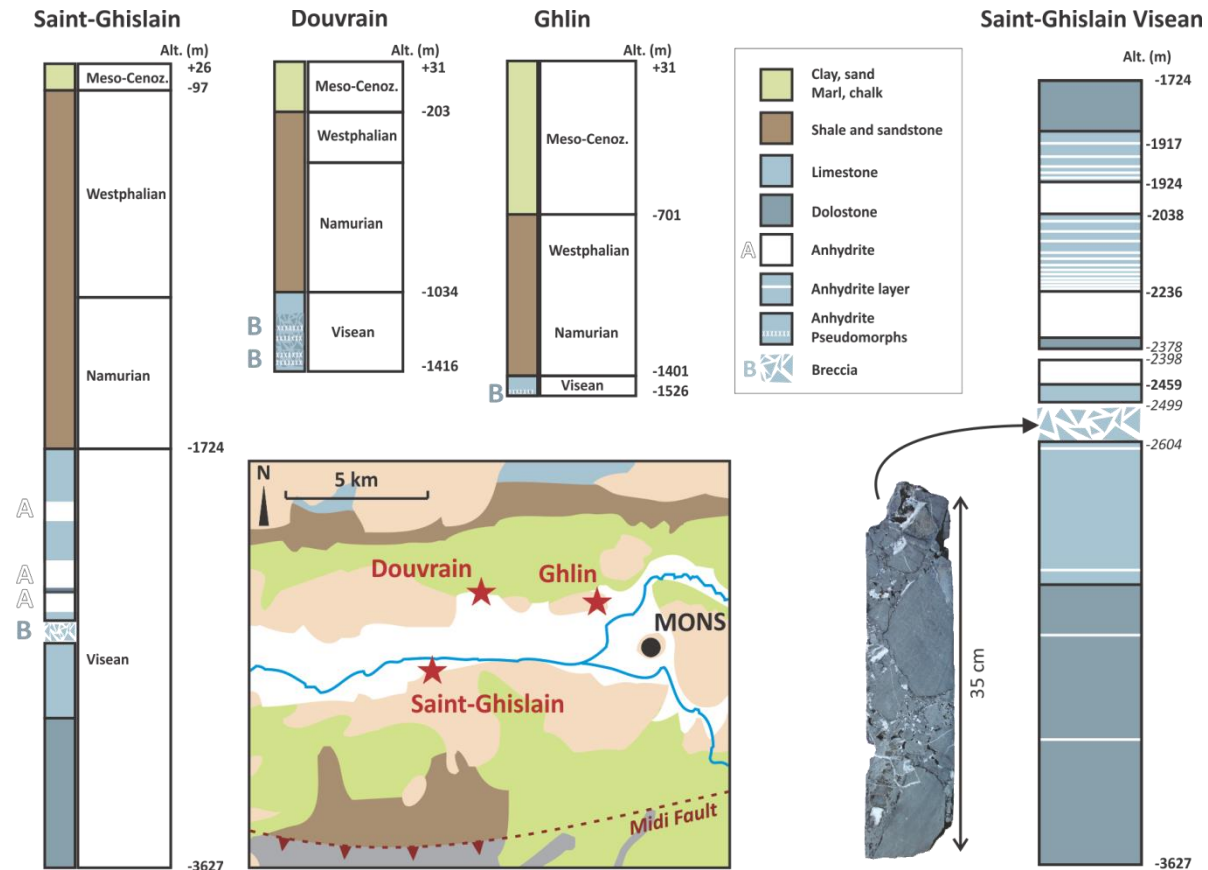 Saint-Ghislain
Alt. (m)
+26
Meso-Cenoz.
-97
Westphalian
Namurian
-1724
A
A
A
B
Visean
-3627
Douvrain
Alt. (m)
+31
Meso-Cenoz.
-203
Westphalian
Namurian
-1034
B
Visean
B
-1416
Ghlin
Alt. (m)
+31
Meso-Cenoz.
-701
Westphalian
Namurian
-1401
B
Visean
-1526
Clay, sand
Marl, chalk
Shale and sandstone
Limestone
Dolostone
A
Anhydrite
Anhydrite layer
Anhydrite
Pseudomorphs
B
Breccia
Saint-Ghislain Visean
Alt. (m)
-1724
-1917
-1924
-2038
-2236
-2378
-2398
-2459
-2499
-2604
-3627
N
5 km
Douvrain
Ghlin
MONS
Saint-Ghislain
Midi Fault
35 cm